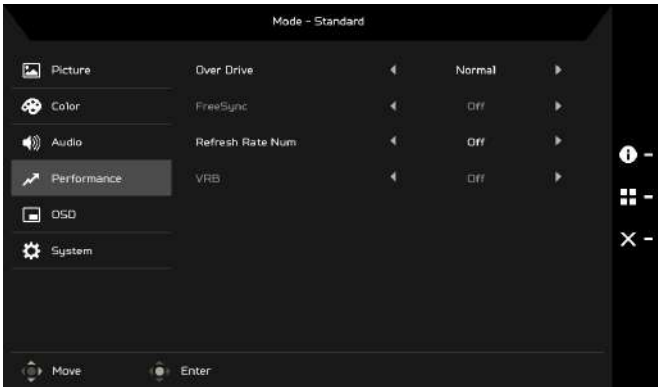 Mode - Standard
Picture
Over Drive Normal
Color
FreeSync Off
Audio
Refresh Rate Num Off
Performance
VRB Off
OSD
System
Move Enter